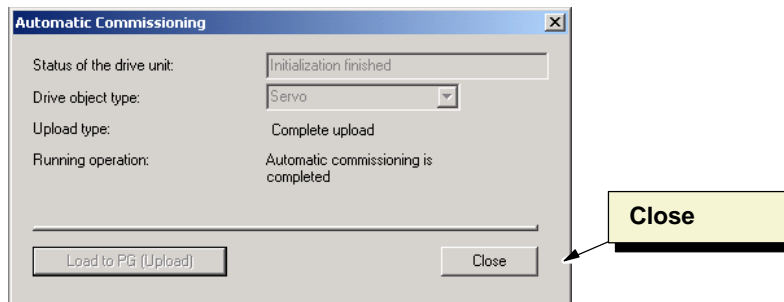 Automatic Commissioning
Status of the drive unit: Initialization finished
Drive object type: Servo
Upload type: Complete upload
Running operation: Automatic commissioning is
completed
Close
Load to PG (Upload) Close